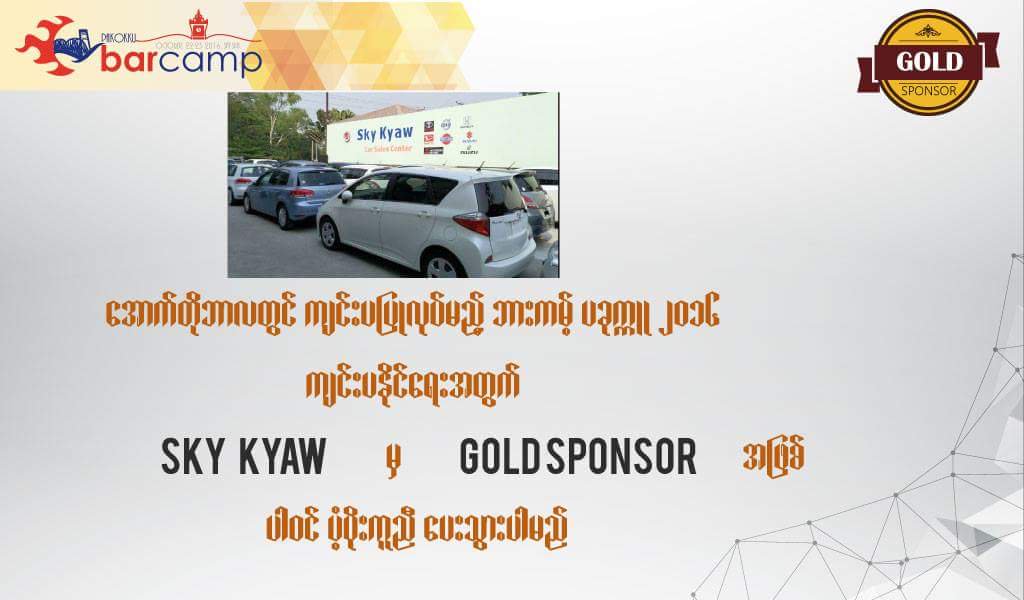 PAKOKKU
barcamp
GOLD
SPONSOR
Sky Kyaw
Car Sales Center
အောက်တိုဘာလတွင် ကျင်းပပြုလုပ်မည့် ဘားကမ့် ပခုက္ကူ ၂၀၁၆
ကျင်းပနိုင်ရေးအတွက်
SKY KYAW မှ GOLD SPONSOR အဖြစ်
ပါဝင် ပံ့ပိုးကူညီ ပေးသွားပါမည်